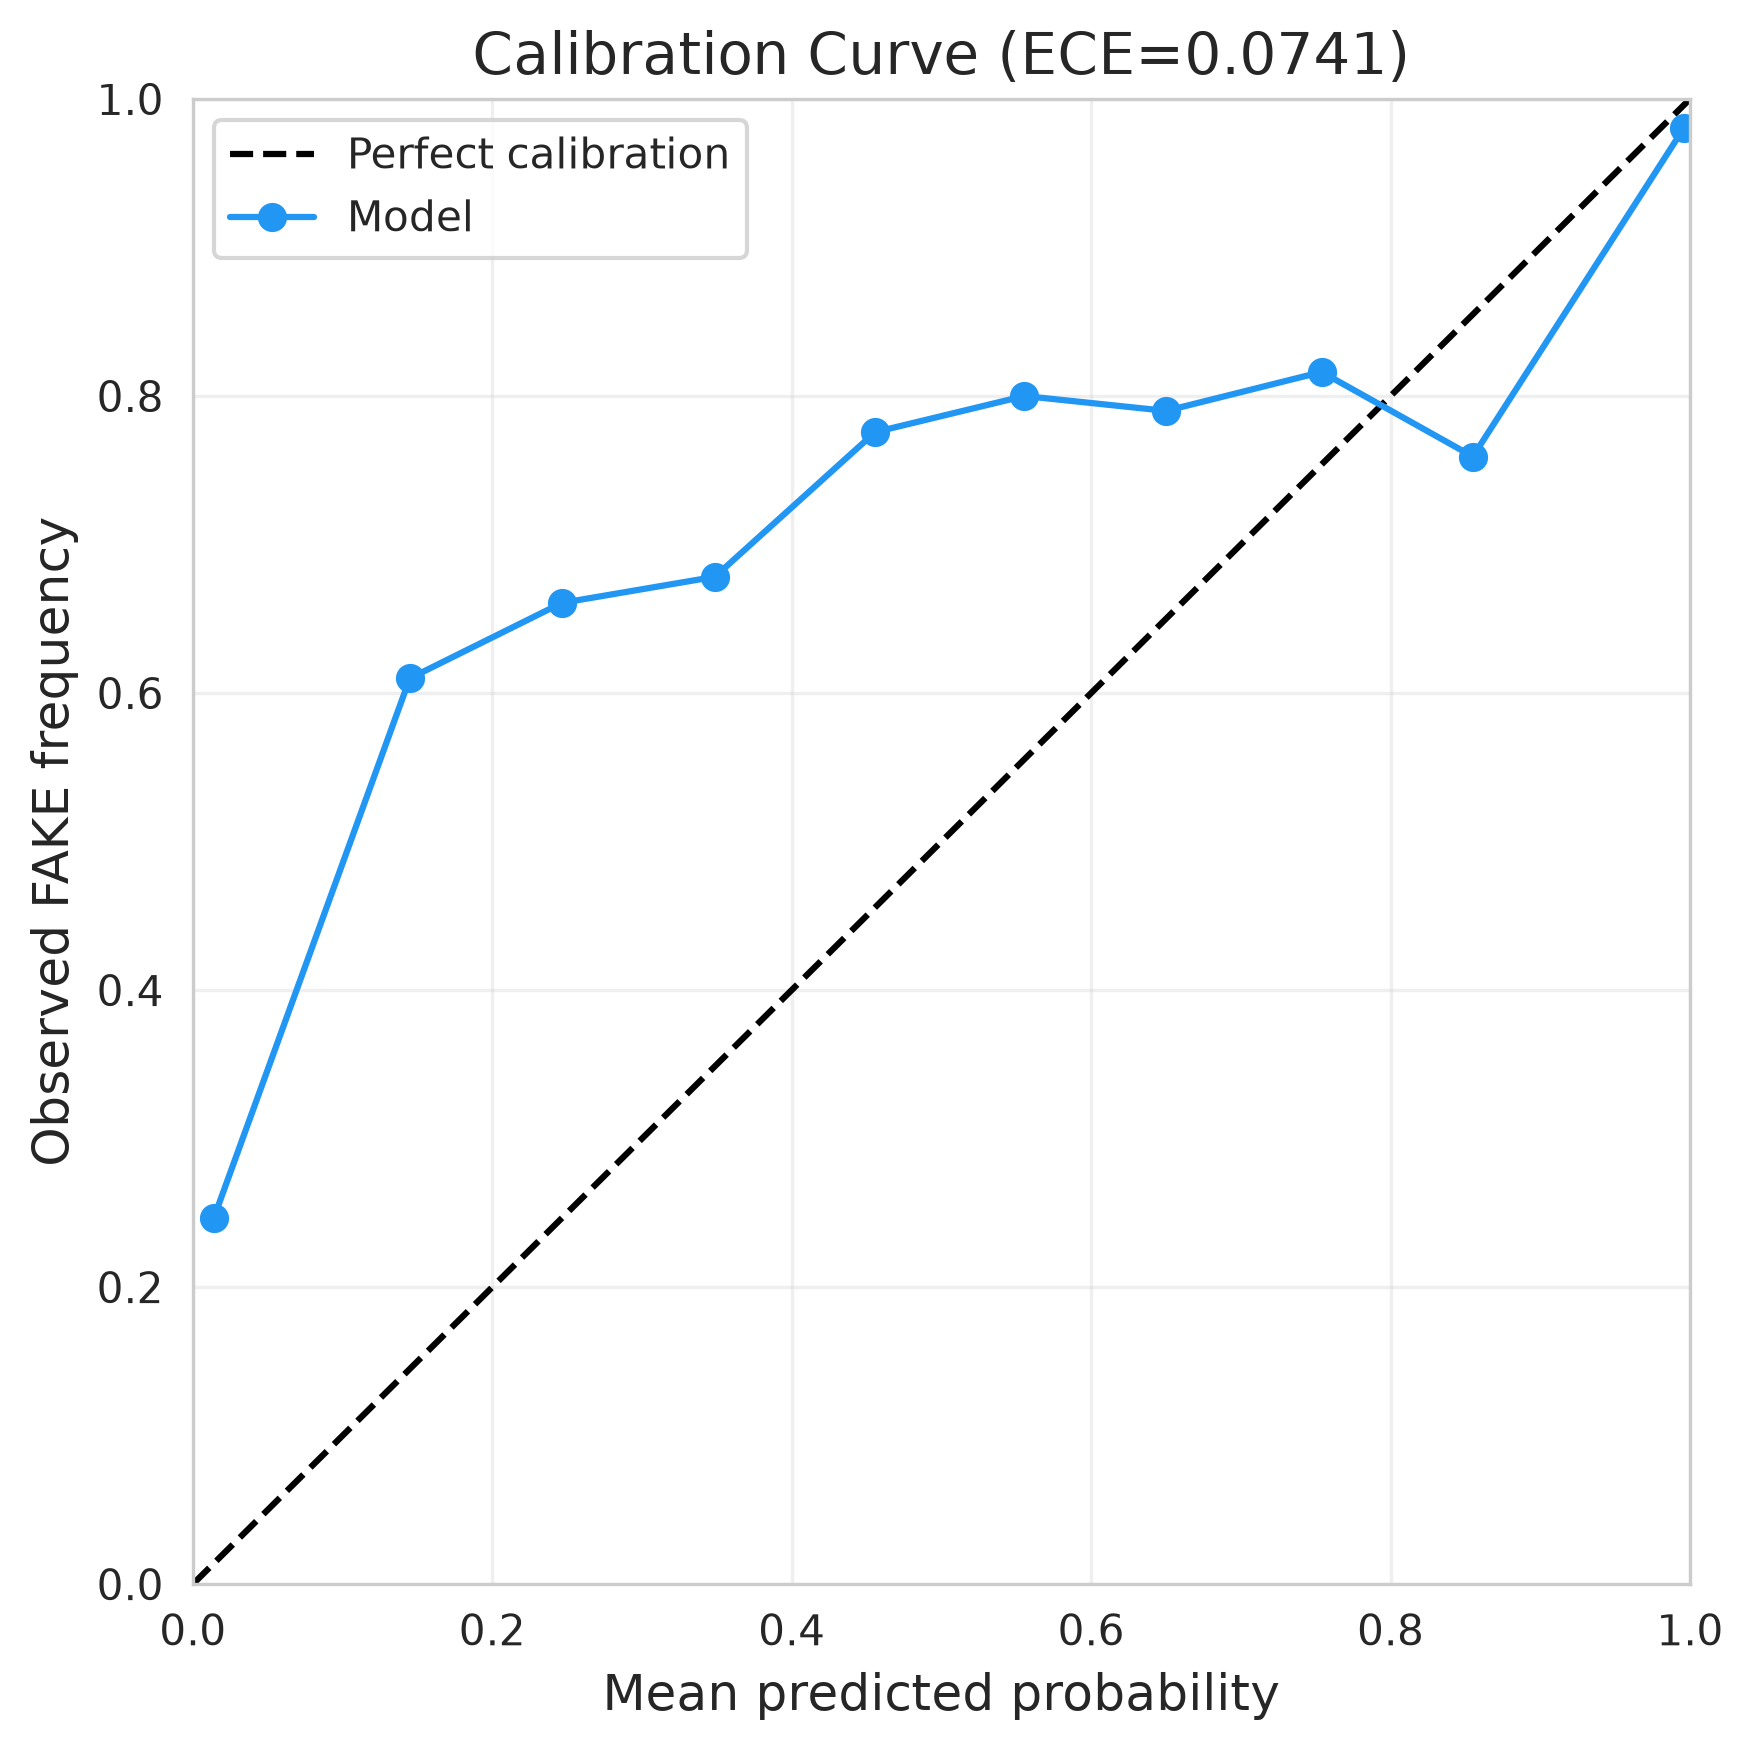 Calibration Curve (ECE=0.0741)
Perfect calibration
Model
Observed FAKE frequency
1.0
0.8
0.6
0.4
0.2
0.0
0.0 0.2 0.4 0.6 0.8 1.0
Mean predicted probability